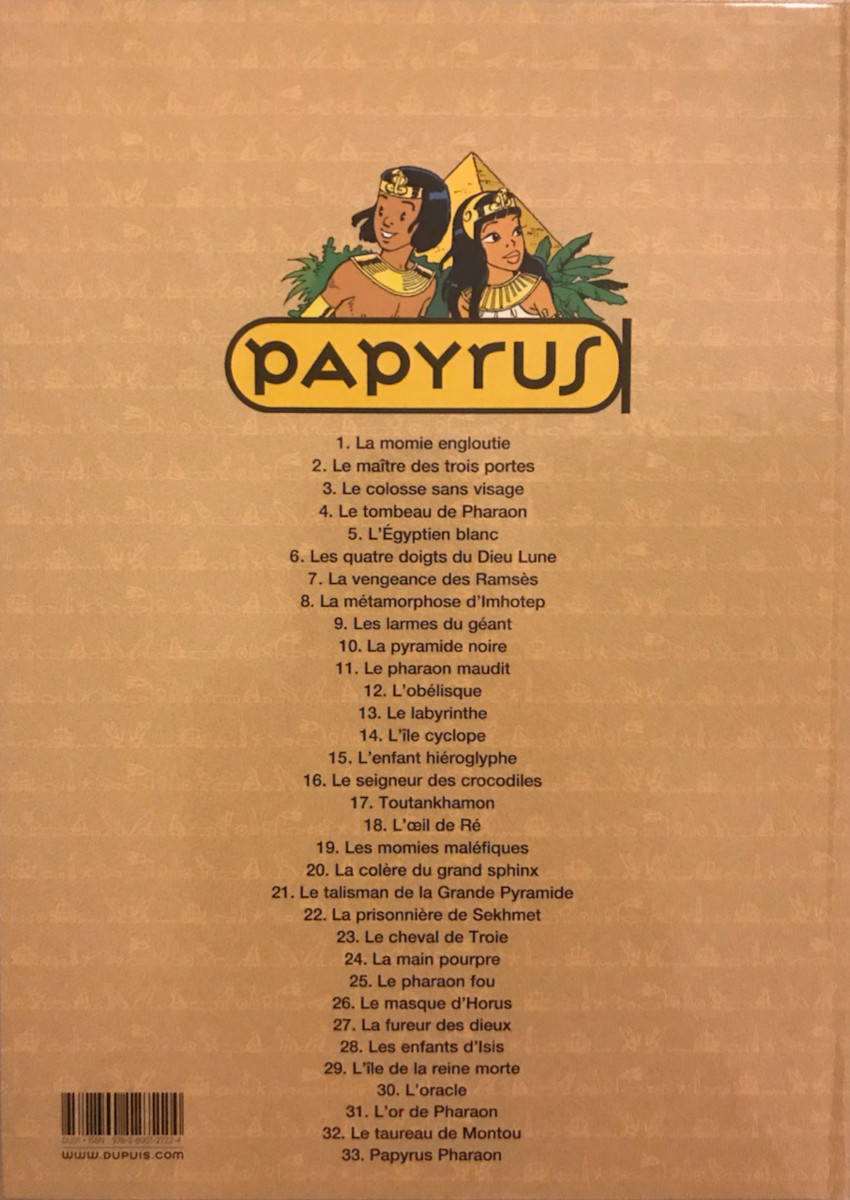 PAPYRUS
1. La momie engloutie
2. Le maître des trois portes
3. Le colosse sans visage
4. Le tombeau de Pharaon
5. L'Égyptien blanc
6. Les quatre doigts du Dieu Lune
7. La vengeance des Ramsès
8. La métamorphose d'Imhotep
9. Les larmes du géant
10. La pyramide noire
11. Le pharaon maudit
12. L'obélisque
13. Le labyrinthe
14. L'île cyclope
15. L'enfant hiéroglyphe
16. Le seigneur des crocodiles
17. Toutankhamon
18. L'œil de Ré
19. Les momies maléfiques
20. La colère du grand sphinx
21. Le talisman de la Grande Pyramide
22. La prisonnière de Sekhmet
23. Le cheval de Troie
24. La main pourpre
25. Le pharaon fou
26. Le masque d'Horus
27. La fureur des dieux
28. Les enfants d'Isis
29. L'île de la reine morte
30. L'oracle
31. L'or de Pharaon
32. Le taureau de Montou
33. Papyrus Pharaon
WWW.DUPUIS.COM